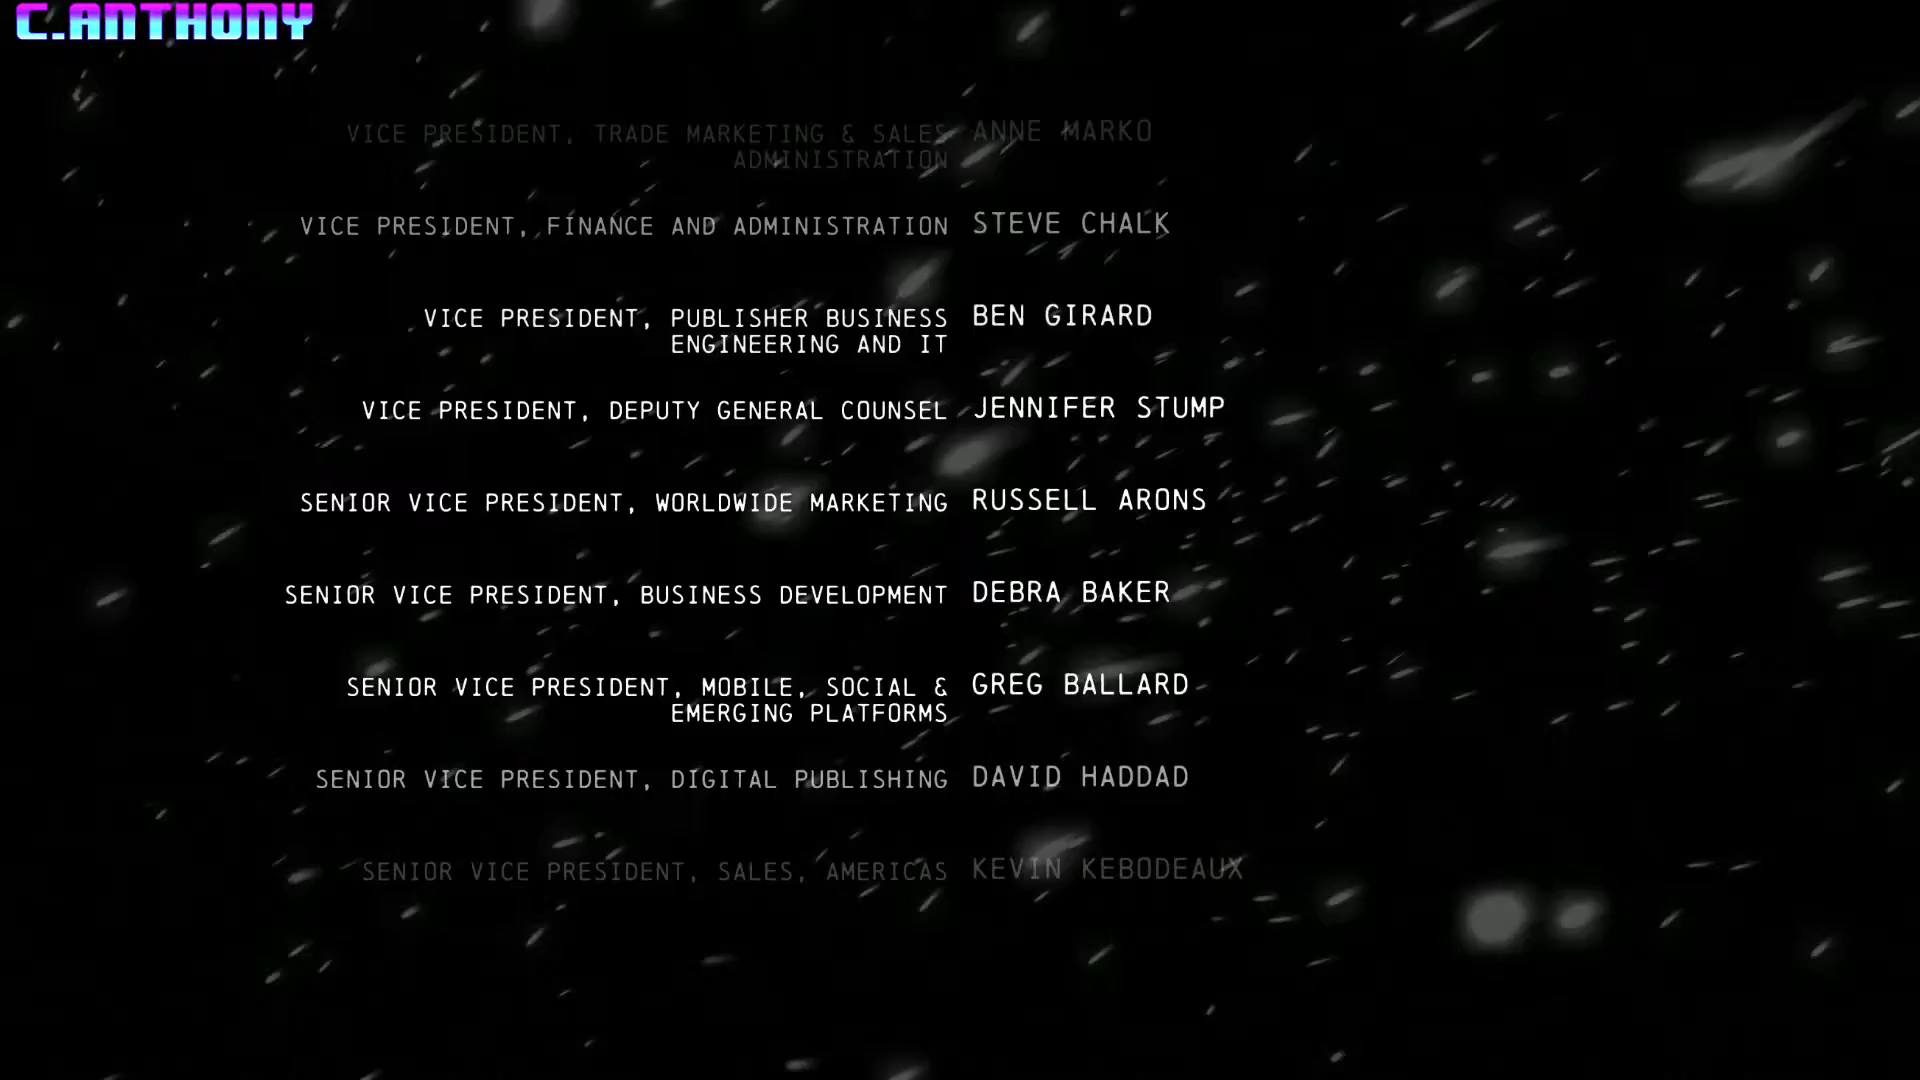 C.ANTHONY
VICE PRESIDENT, TRADE MARKETING & SALES ANNE MARKO
ADMINISTRATION
VICE PRESIDENT, FINANCE AND ADMINISTRATION STEVE CHALK
VICE PRESIDENT, PUBLISHER BUSINESS BEN GIRARD
ENGINEERING AND IT
VICE PRESIDENT, DEPUTY GENERAL COUNSEL JENNIFER STUMP
SENIOR VICE PRESIDENT, WORLDWIDE MARKETING RUSSELL ARONS
SENIOR VICE PRESIDENT, BUSINESS DEVELOPMENT DEBRA BAKER
SENIOR VICE PRESIDENT, MOBILE, SOCIAL & GREG BALLARD
EMERGING PLATFORMS
SENIOR VICE PRESIDENT, DIGITAL PUBLISHING DAVID HADDAD
SENIOR VICE PRESIDENT, SALES, AMERICAS KEVIN KEBODEAUX